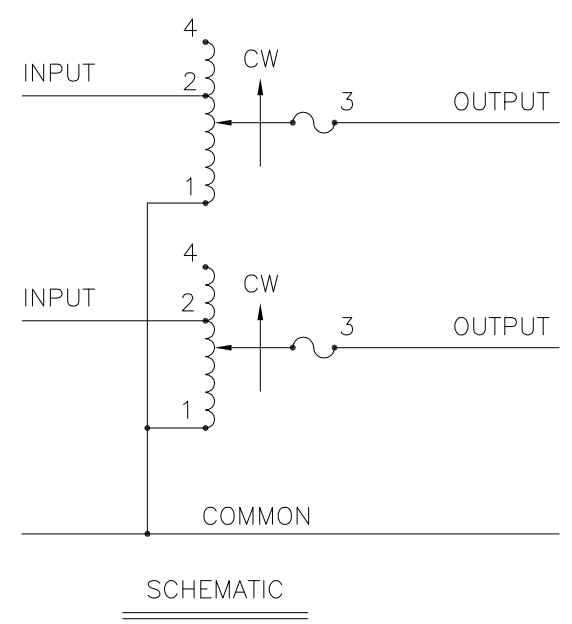 4
INPUT
CW
2
3
OUTPUT
1
4
INPUT
CW
2
3
OUTPUT
1
COMMON
SCHEMATIC